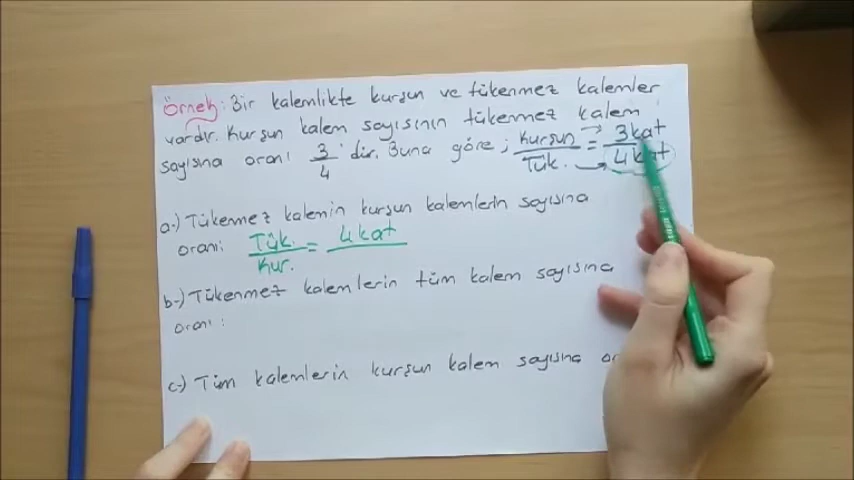 Örnek: Bir kalemlikte kurşun ve tükenmez kalemler
vardır. Kurşun kalem sayısının tükenmez kalem
sayısına oranı 3/4 'dir. Buna göre; Kurşun/Tük. = 3kat/4kat
a-) Tükenmez kalemin kurşun kalemlerin sayısına
oranı: Tük./Kur. = 4kat
b-) Tükenmez kalemlerin tüm kalem sayısına
oranı:
c-) Tüm kalemlerin kurşun kalem sayısına